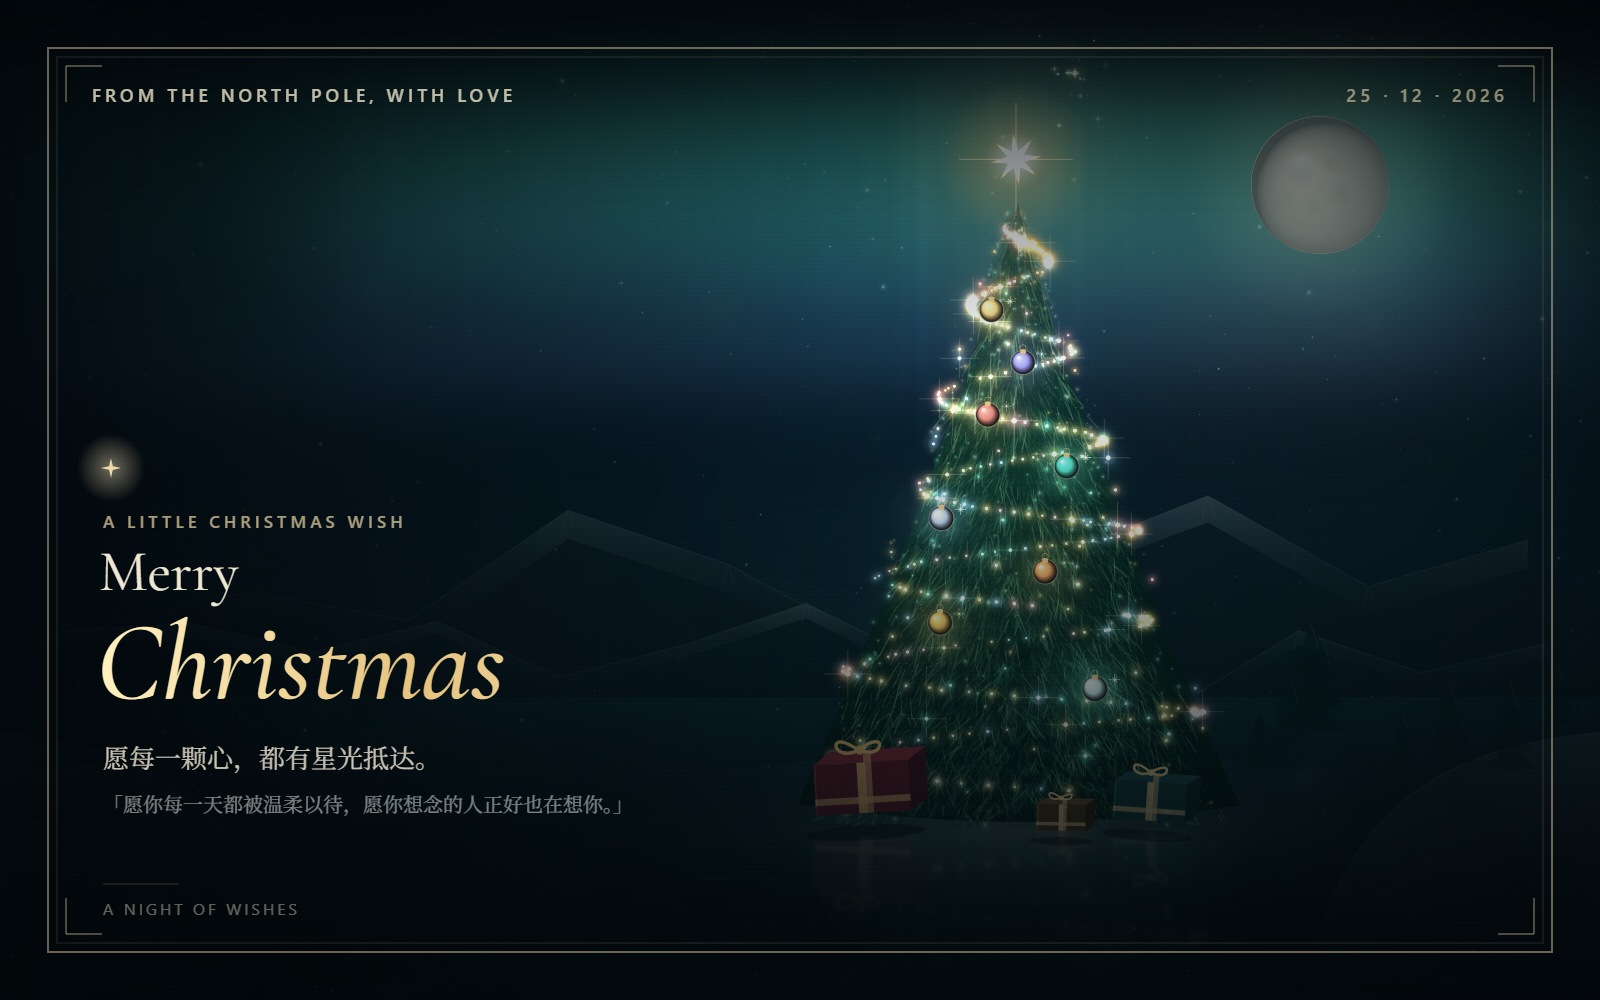 FROM THE NORTH POLE, WITH LOVE
25 · 12 · 2026
A LITTLE CHRISTMAS WISH
Merry
Christmas
愿每一颗心，都有星光抵达。
「愿你每一天都被温柔以待，愿你想念的人正好也在想你。」
A NIGHT OF WISHES